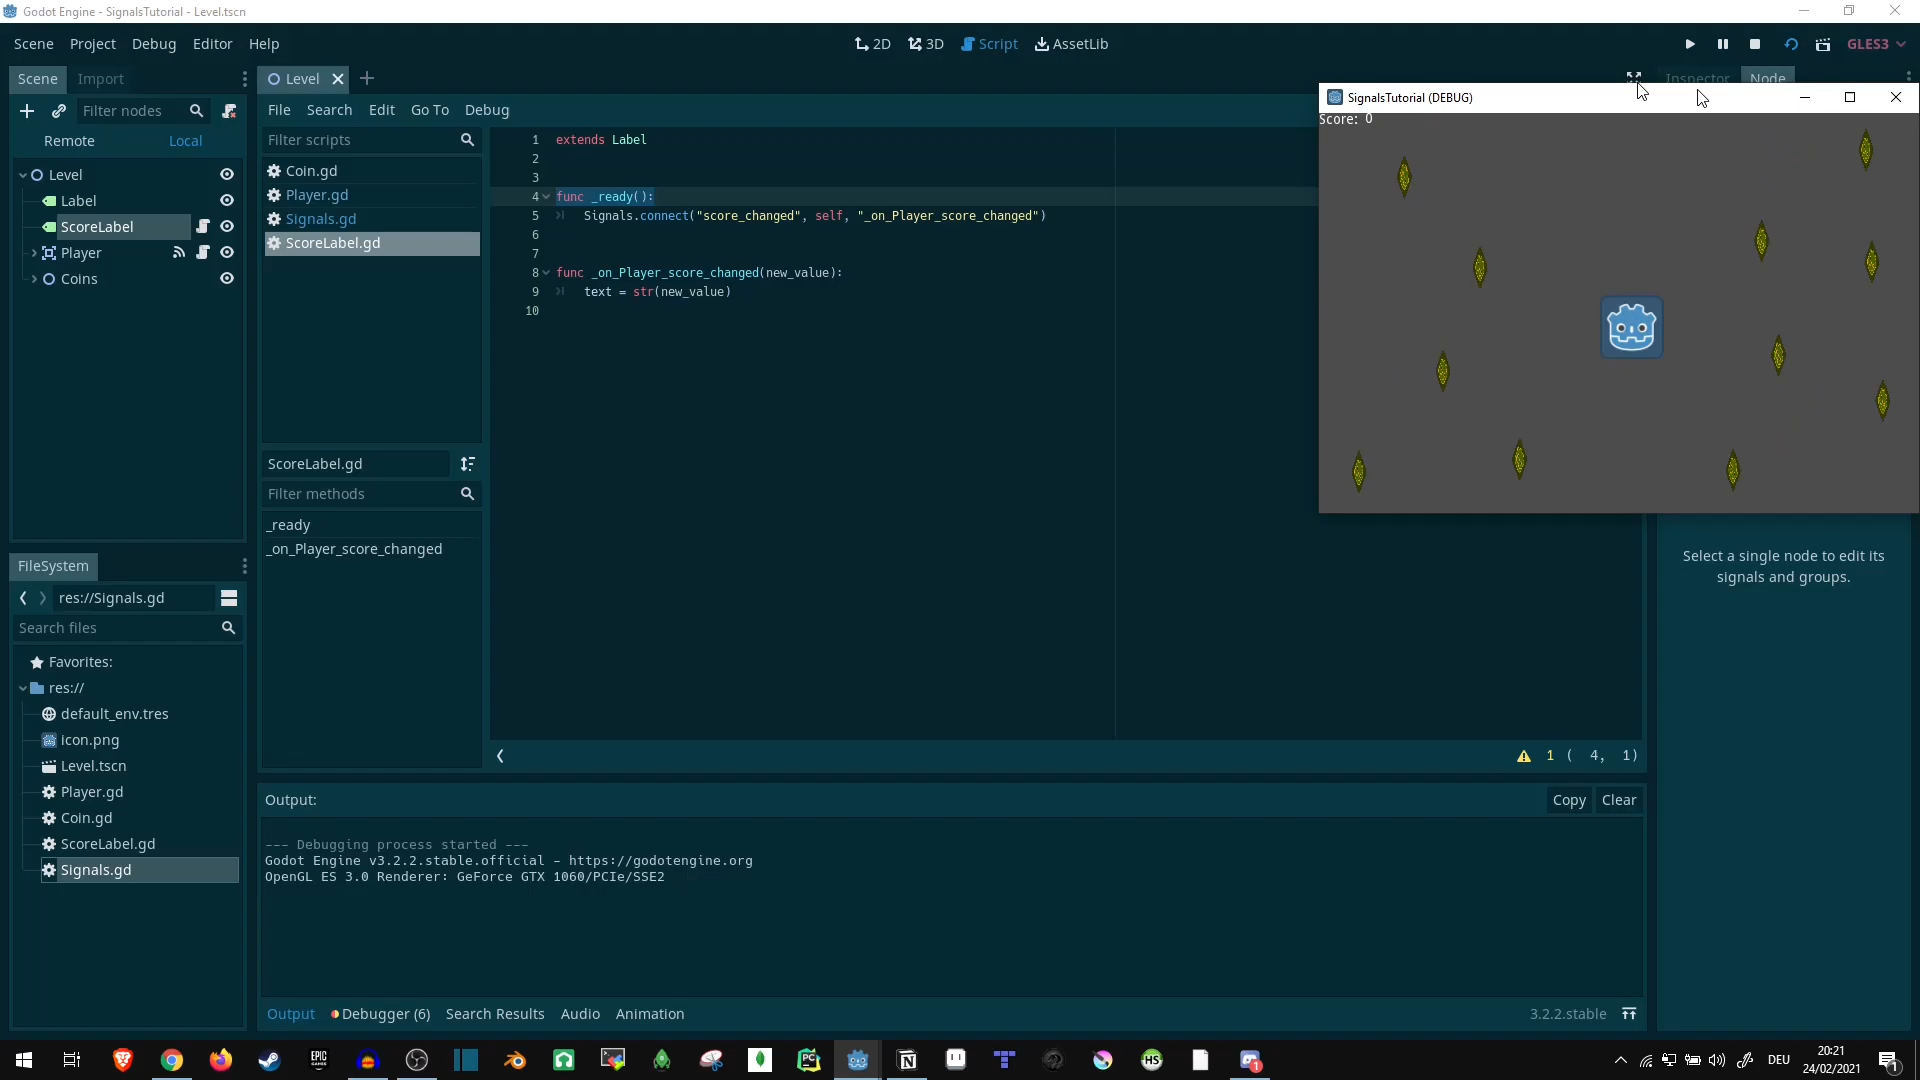 Godot Engine - SignalsTutorial - Level.tscn
Scene Project Debug Editor Help
2D 3D Script AssetLib
GLES3
Scene Import
Level
Inspector Node
Filter nodes
File Search Edit Go To Debug
SignalsTutorial (DEBUG)
Score: 0
Remote Local
Level
Label
ScoreLabel
Player
Coins
Filter scripts
Coin.gd
Player.gd
Signals.gd
ScoreLabel.gd
ScoreLabel.gd
Filter methods
_ready
_on_Player_score_changed
1 extends Label
2
3
4 func _ready():
5 Signals.connect("score_changed", self, "_on_Player_score_changed")
6
7
8 func _on_Player_score_changed(new_value):
9 text = str(new_value)
10
1 ( 4, 1)
Select a single node to edit its
signals and groups.
FileSystem
res://Signals.gd
Search files
Favorites:
res://
default_env.tres
icon.png
Level.tscn
Player.gd
Coin.gd
ScoreLabel.gd
Signals.gd
Output:
Copy Clear
--- Debugging process started ---
Godot Engine v3.2.2.stable.official - https://godotengine.org
OpenGL ES 3.0 Renderer: GeForce GTX 1060/PCIe/SSE2
Output Debugger (6) Search Results Audio Animation
3.2.2.stable
EPIC GAMES
PC
HS
1
DEU
20:21
24/02/2021
1